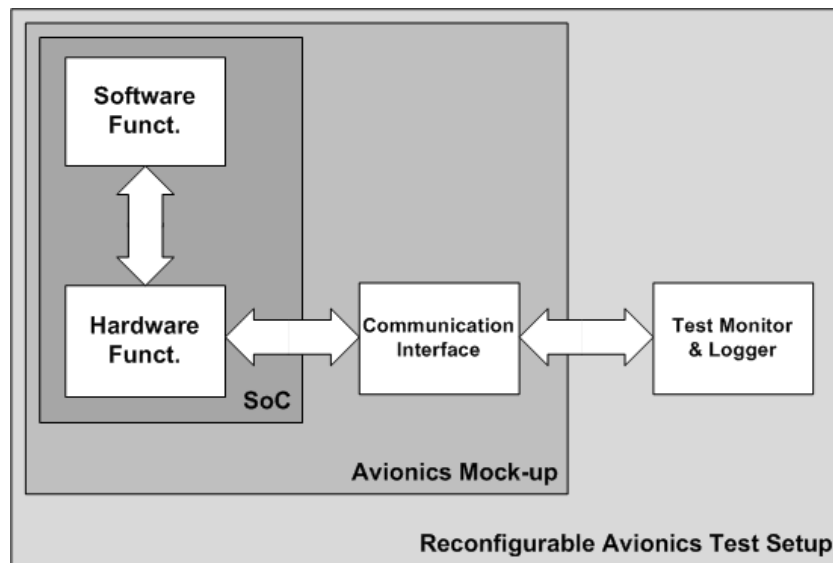 Software
Funct.
Hardware
Funct.
Communication
Interface
Test Monitor
& Logger
SoC
Avionics Mock-up
Reconfigurable Avionics Test Setup